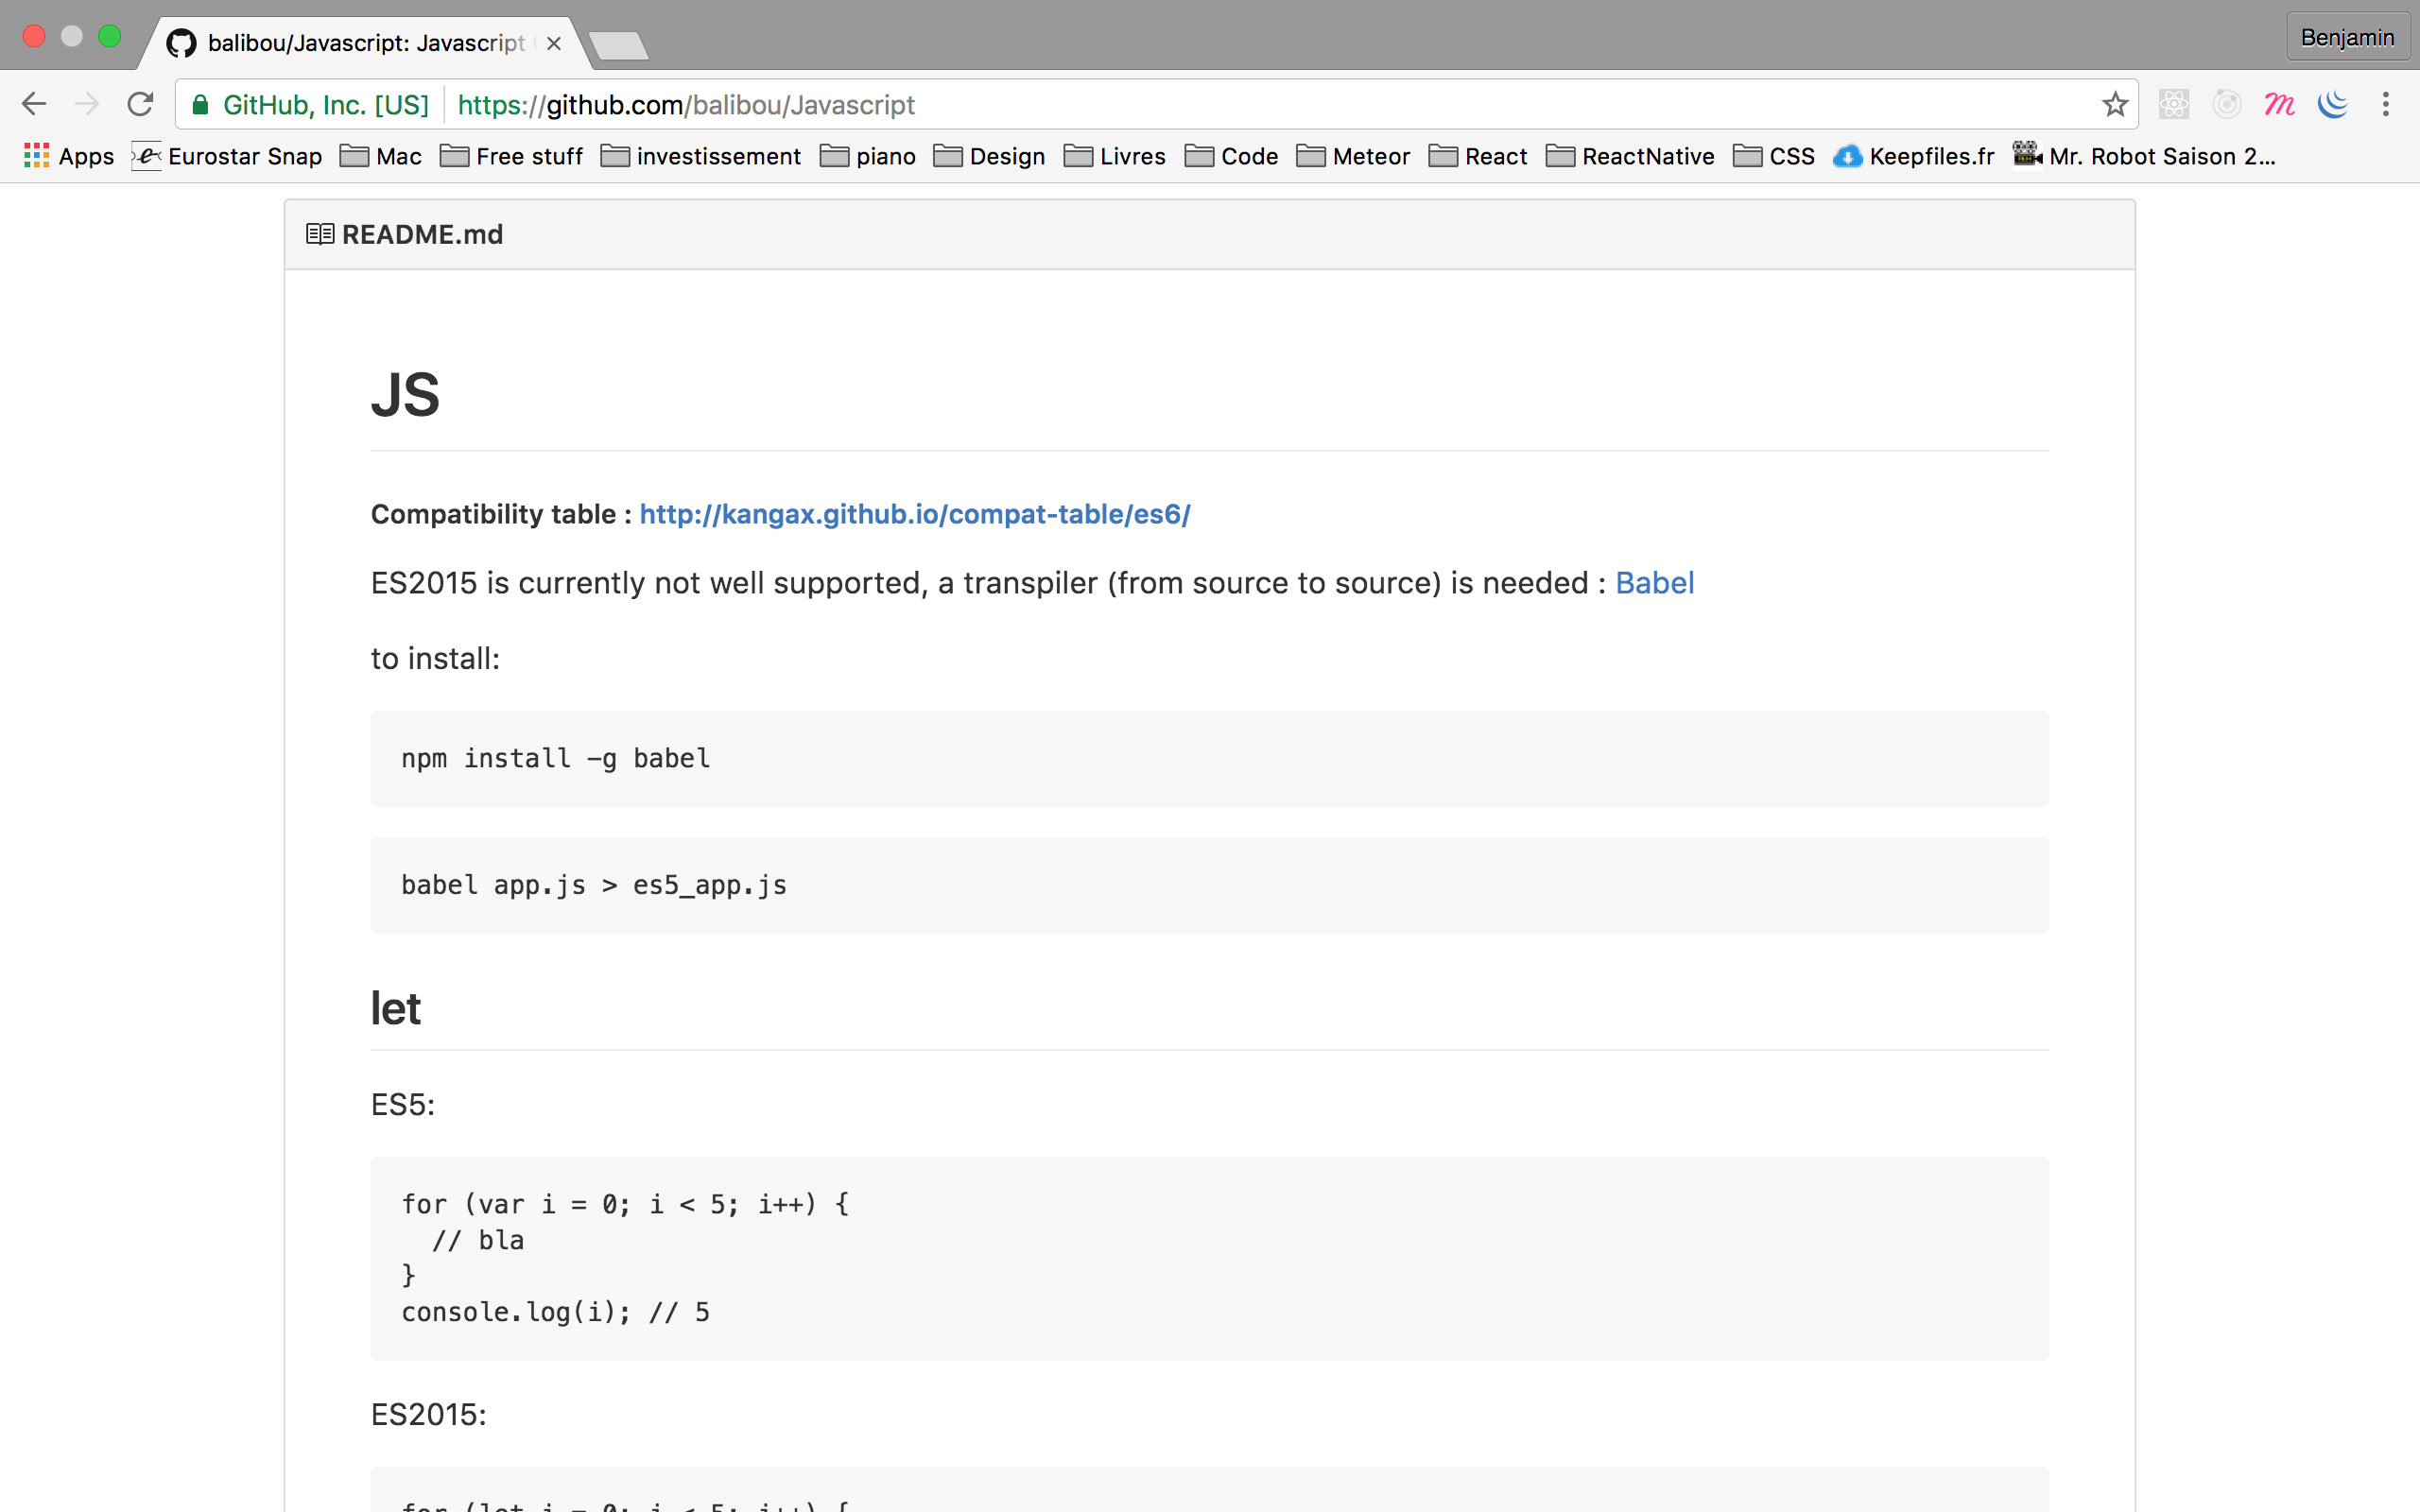 balibou/Javascript: Javascript
Benjamin
GitHub, Inc. [US] https://github.com/balibou/Javascript
Apps Eurostar Snap Mac Free stuff investissement piano Design Livres Code Meteor React ReactNative CSS Keepfiles.fr Mr. Robot Saison 2...
README.md
JS
Compatibility table : http://kangax.github.io/compat-table/es6/
ES2015 is currently not well supported, a transpiler (from source to source) is needed : Babel
to install:
npm install -g babel
babel app.js > es5_app.js
let
ES5:
for (var i = 0; i < 5; i++) {
  // bla
}
console.log(i); // 5
ES2015:
for (let i = 0; i < 5; i++) {